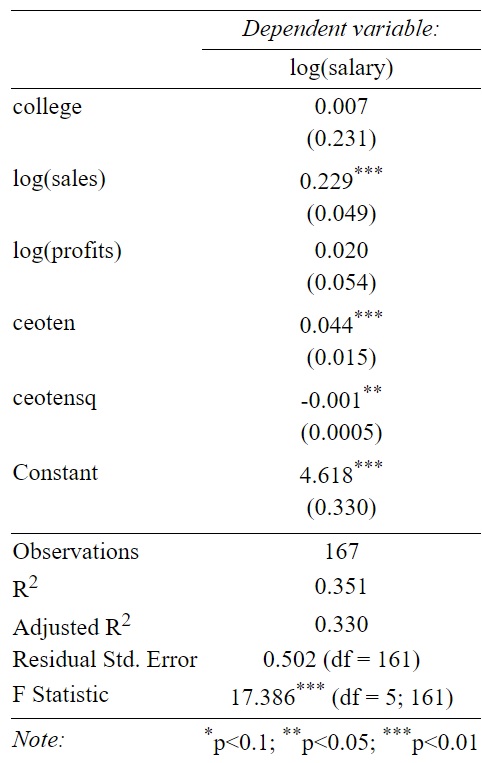 Dependent variable:
log(salary)
college 0.007
(0.231)
log(sales) 0.229***
(0.049)
log(profits) 0.020
(0.054)
ceoten 0.044***
(0.015)
ceotensq -0.001**
(0.0005)
Constant 4.618***
(0.330)
Observations 167
R2 0.351
Adjusted R2 0.330
Residual Std. Error 0.502 (df = 161)
F Statistic 17.386*** (df = 5; 161)
Note: *p<0.1; **p<0.05; ***p<0.01